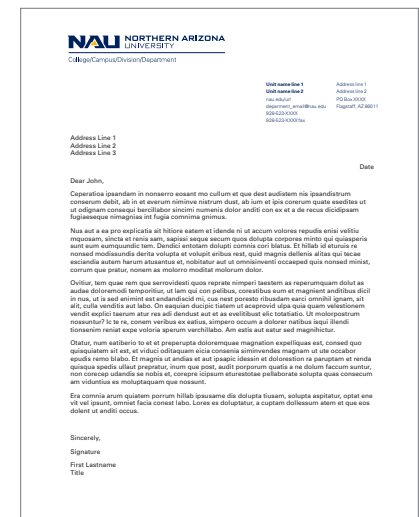 NAU NORTHERN ARIZONA
UNIVERSITY
College/Campus/Division/Department
Unit name line 1 Address line 1
Unit name line 2 Address line 2
nau.edu/url PO Box XXXX
department_email@nau.edu Flagstaff, AZ 86011
928-523-XXXX
928-523-XXXX fax
Address Line 1
Address Line 2
Address Line 3
Date
Dear John,
Ceperatioa ipsandam in nonserro eosant mo cullum et que dest audistem nis ipsandistrum
conserum debit, ab in et everum niminve nistrum dust, ab ium et ipis corerum quate esedites ut
ut odignam consequi bercillabor sincimi numenis dolor anditi con ex et a de recus dicidipsam
fugiaeseque nimagnias int fugia comnima gnimus.
Nus aut a ea pro explicatia sit hitiore eatem et idende ni ut accum volores repudis enisi velitiu
mquosam, sincta et renis sam, sapissi seque secum quos dolupta corpores minto qui quiasperia
sunt eum eumquundic tem. Dendici entotam dolupti comnis cori blatus. Et hillab id eturuis re
nonsed modissundis derita volupta et volupit eribus rest, quid magnis dellenis alitas qui tecae
esciandia autem harum atusantus et, nobitatur aut ut omnisinventi occaeped quis nonsed minist,
corrum que pratur, nonem as molorro moditat molorum dolor.
Ovitiur, tem quae rem que serrovidesti quos reprate nimperi taestem as reperumquam dolut as
audae doloremodi temporitiur, ut lam qui con pelibus, corestibus eum et magnient anditibus dicil
in nus, ut is sed enimint est endandiscid mi, cus nest poresto ribusdam earci omnihil ignam, sit
alit, culla venditis aut labo. On eaquian ducipic tiatem ut aceprovid ulpa quia quam velestionem
vendit explici taerum atur res adi dendust aut et as evelitibus elic totatiatio. Ut molorpostrum
nossuntur? Ic te re, conem veribus ex eatius, simpero occum a dolorer natibus sequi illendi
tionsenim reniat expe voloria sperum verchillabo. Am estis aut eatur sed magnihictur.
Otatur, num eatiberio to et et preperupta doloremquae magnation expelliquas est, consed quo
quisquiatem sit est, et viduci oditaquam eicia consenia siminvendes magnam ut ute occabor
epudis remo blabo. Et magnis ut andias et aut ipsapic idessin et dolorestion ra paruptam et renda
quisqua spedis ullaut prepratur, inum que post, audit porporum quatis a ne dolum faccum suntur,
non corecep udandis se nobis et, corepre icipsum eturestotae pellaborate solupta quas consecum
am viduntius es moluptaquam que nossunt.
Era comnia arum quiatem porrum hillab ipsusame dis dolupta tiusam, solupta aspitatur, optat ene
vit vel ipsunt, omniet facia conest labo. Lores es doluptatur, a cuptam dollessum atem et que eos
dolent ut anditi occus.
Sincerely,
Signature
First Lastname
Title